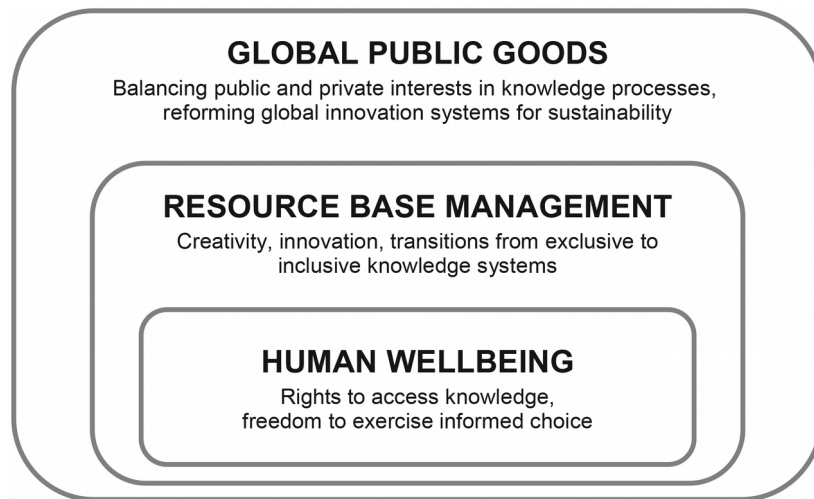 GLOBAL PUBLIC GOODS
Balancing public and private interests in knowledge processes,
reforming global innovation systems for sustainability
RESOURCE BASE MANAGEMENT
Creativity, innovation, transitions from exclusive to
inclusive knowledge systems
HUMAN WELLBEING
Rights to access knowledge,
freedom to exercise informed choice